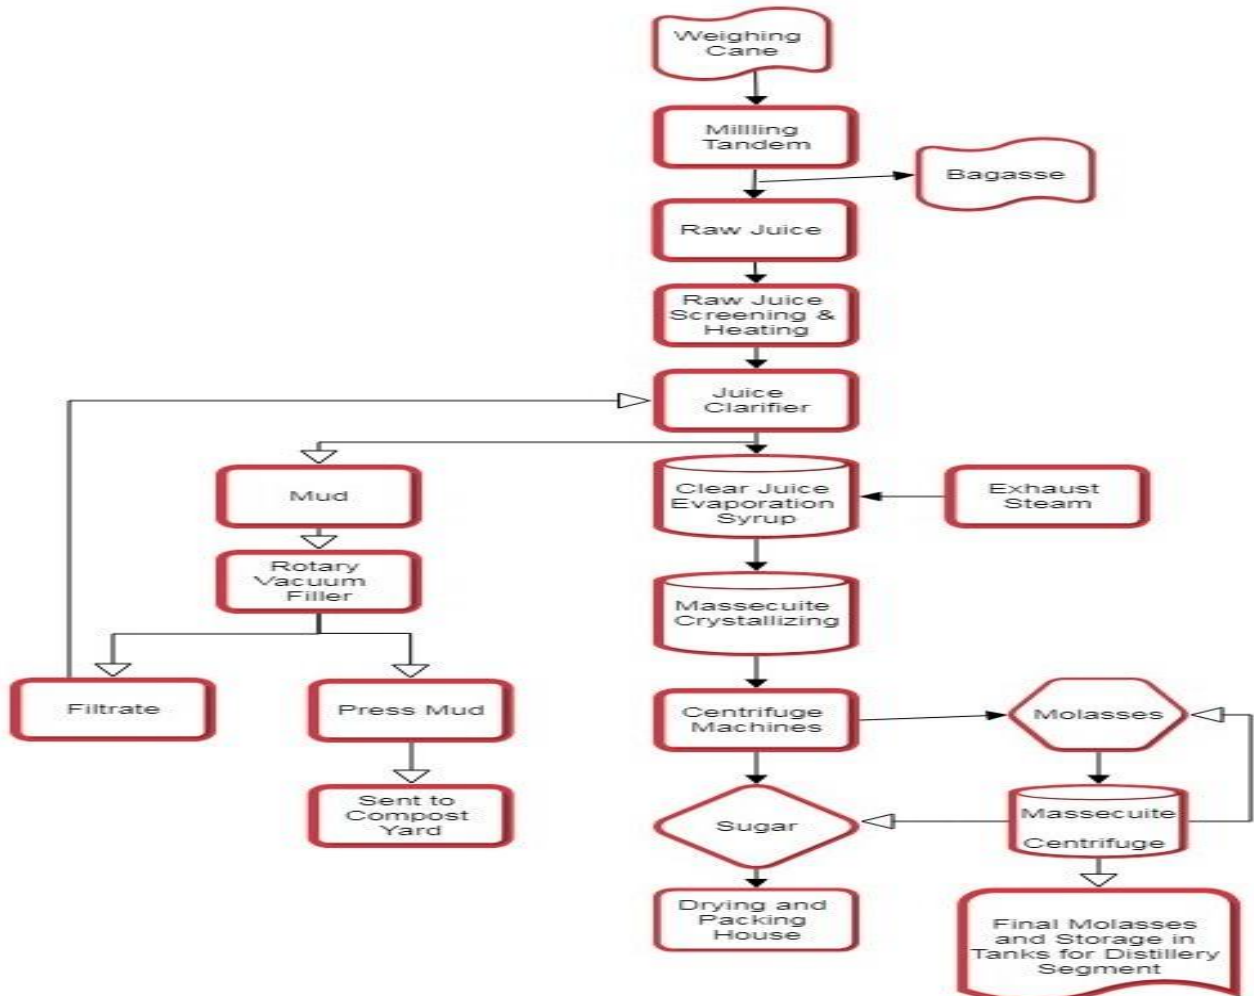 Weighing
Cane
Millling
Tandem
Bagasse
Raw Juice
Raw Juice
Screening &
Heating
Juice
Clarifier
Mud
Clear Juice
Evaporation
Syrup
Exhaust
Steam
Rotary
Vacuum
Filler
Massecuite
Crystallizing
Filtrate
Press Mud
Centrifuge
Machines
Molasses
Sent to
Compost
Yard
Sugar
Massecuite
Centrifuge
Drying and
Packing
House
Final Molasses
and Storage in
Tanks for Distillery
Segment